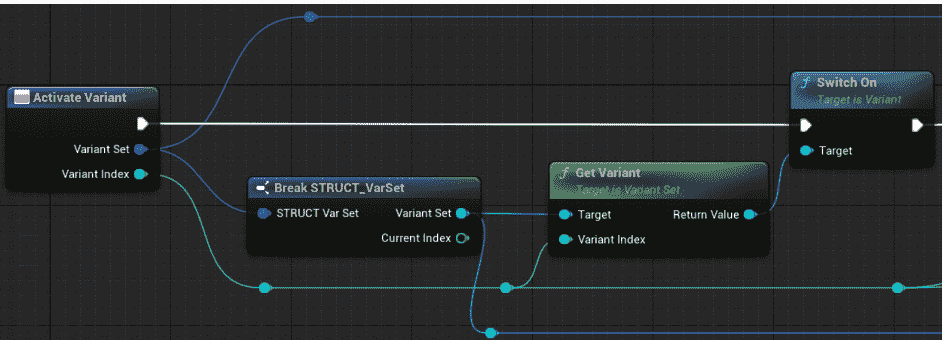 Activate Variant
Variant Set
Variant Index
Break STRUCT_VarSet
STRUCT Var Set
Variant Set
Current Index
f Get Variant
Target is Variant Set
Target
Return Value
Variant Index
f Switch On
Target is Variant
Target